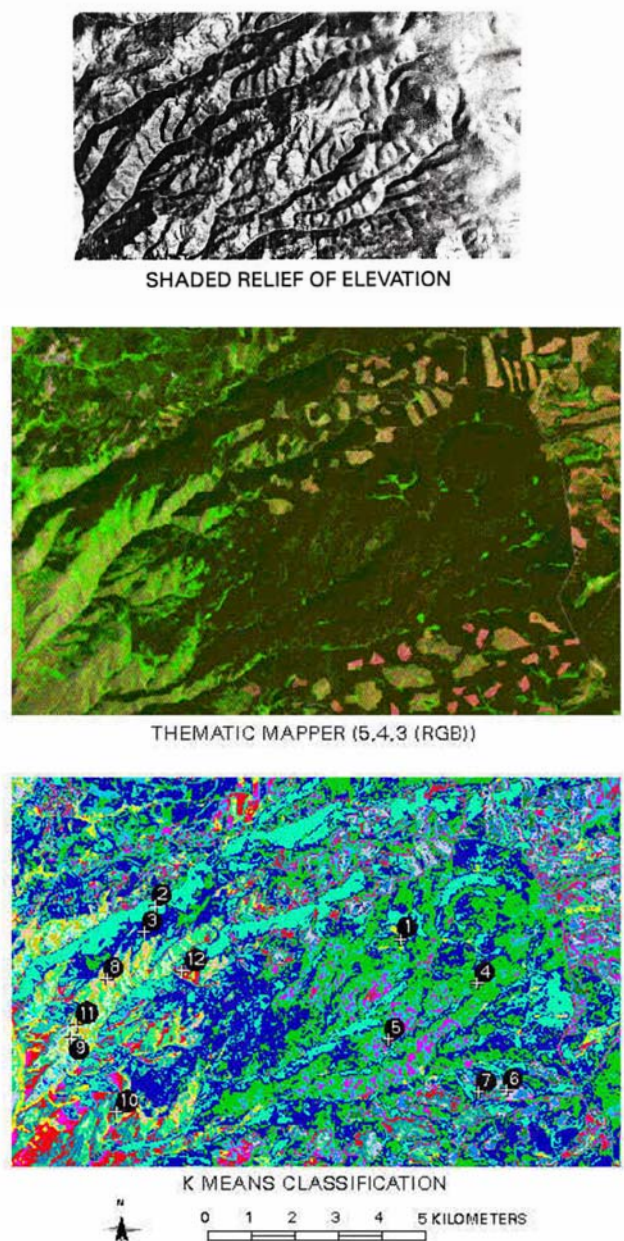 SHADED RELIEF OF ELEVATION
THEMATIC MAPPER (5.4.3 (RGB))
2
3
1
12
8
4
11
5
9
7 6
10
K MEANS CLASSIFICATION
N
0 1 2 3 4 5 KILOMETERS